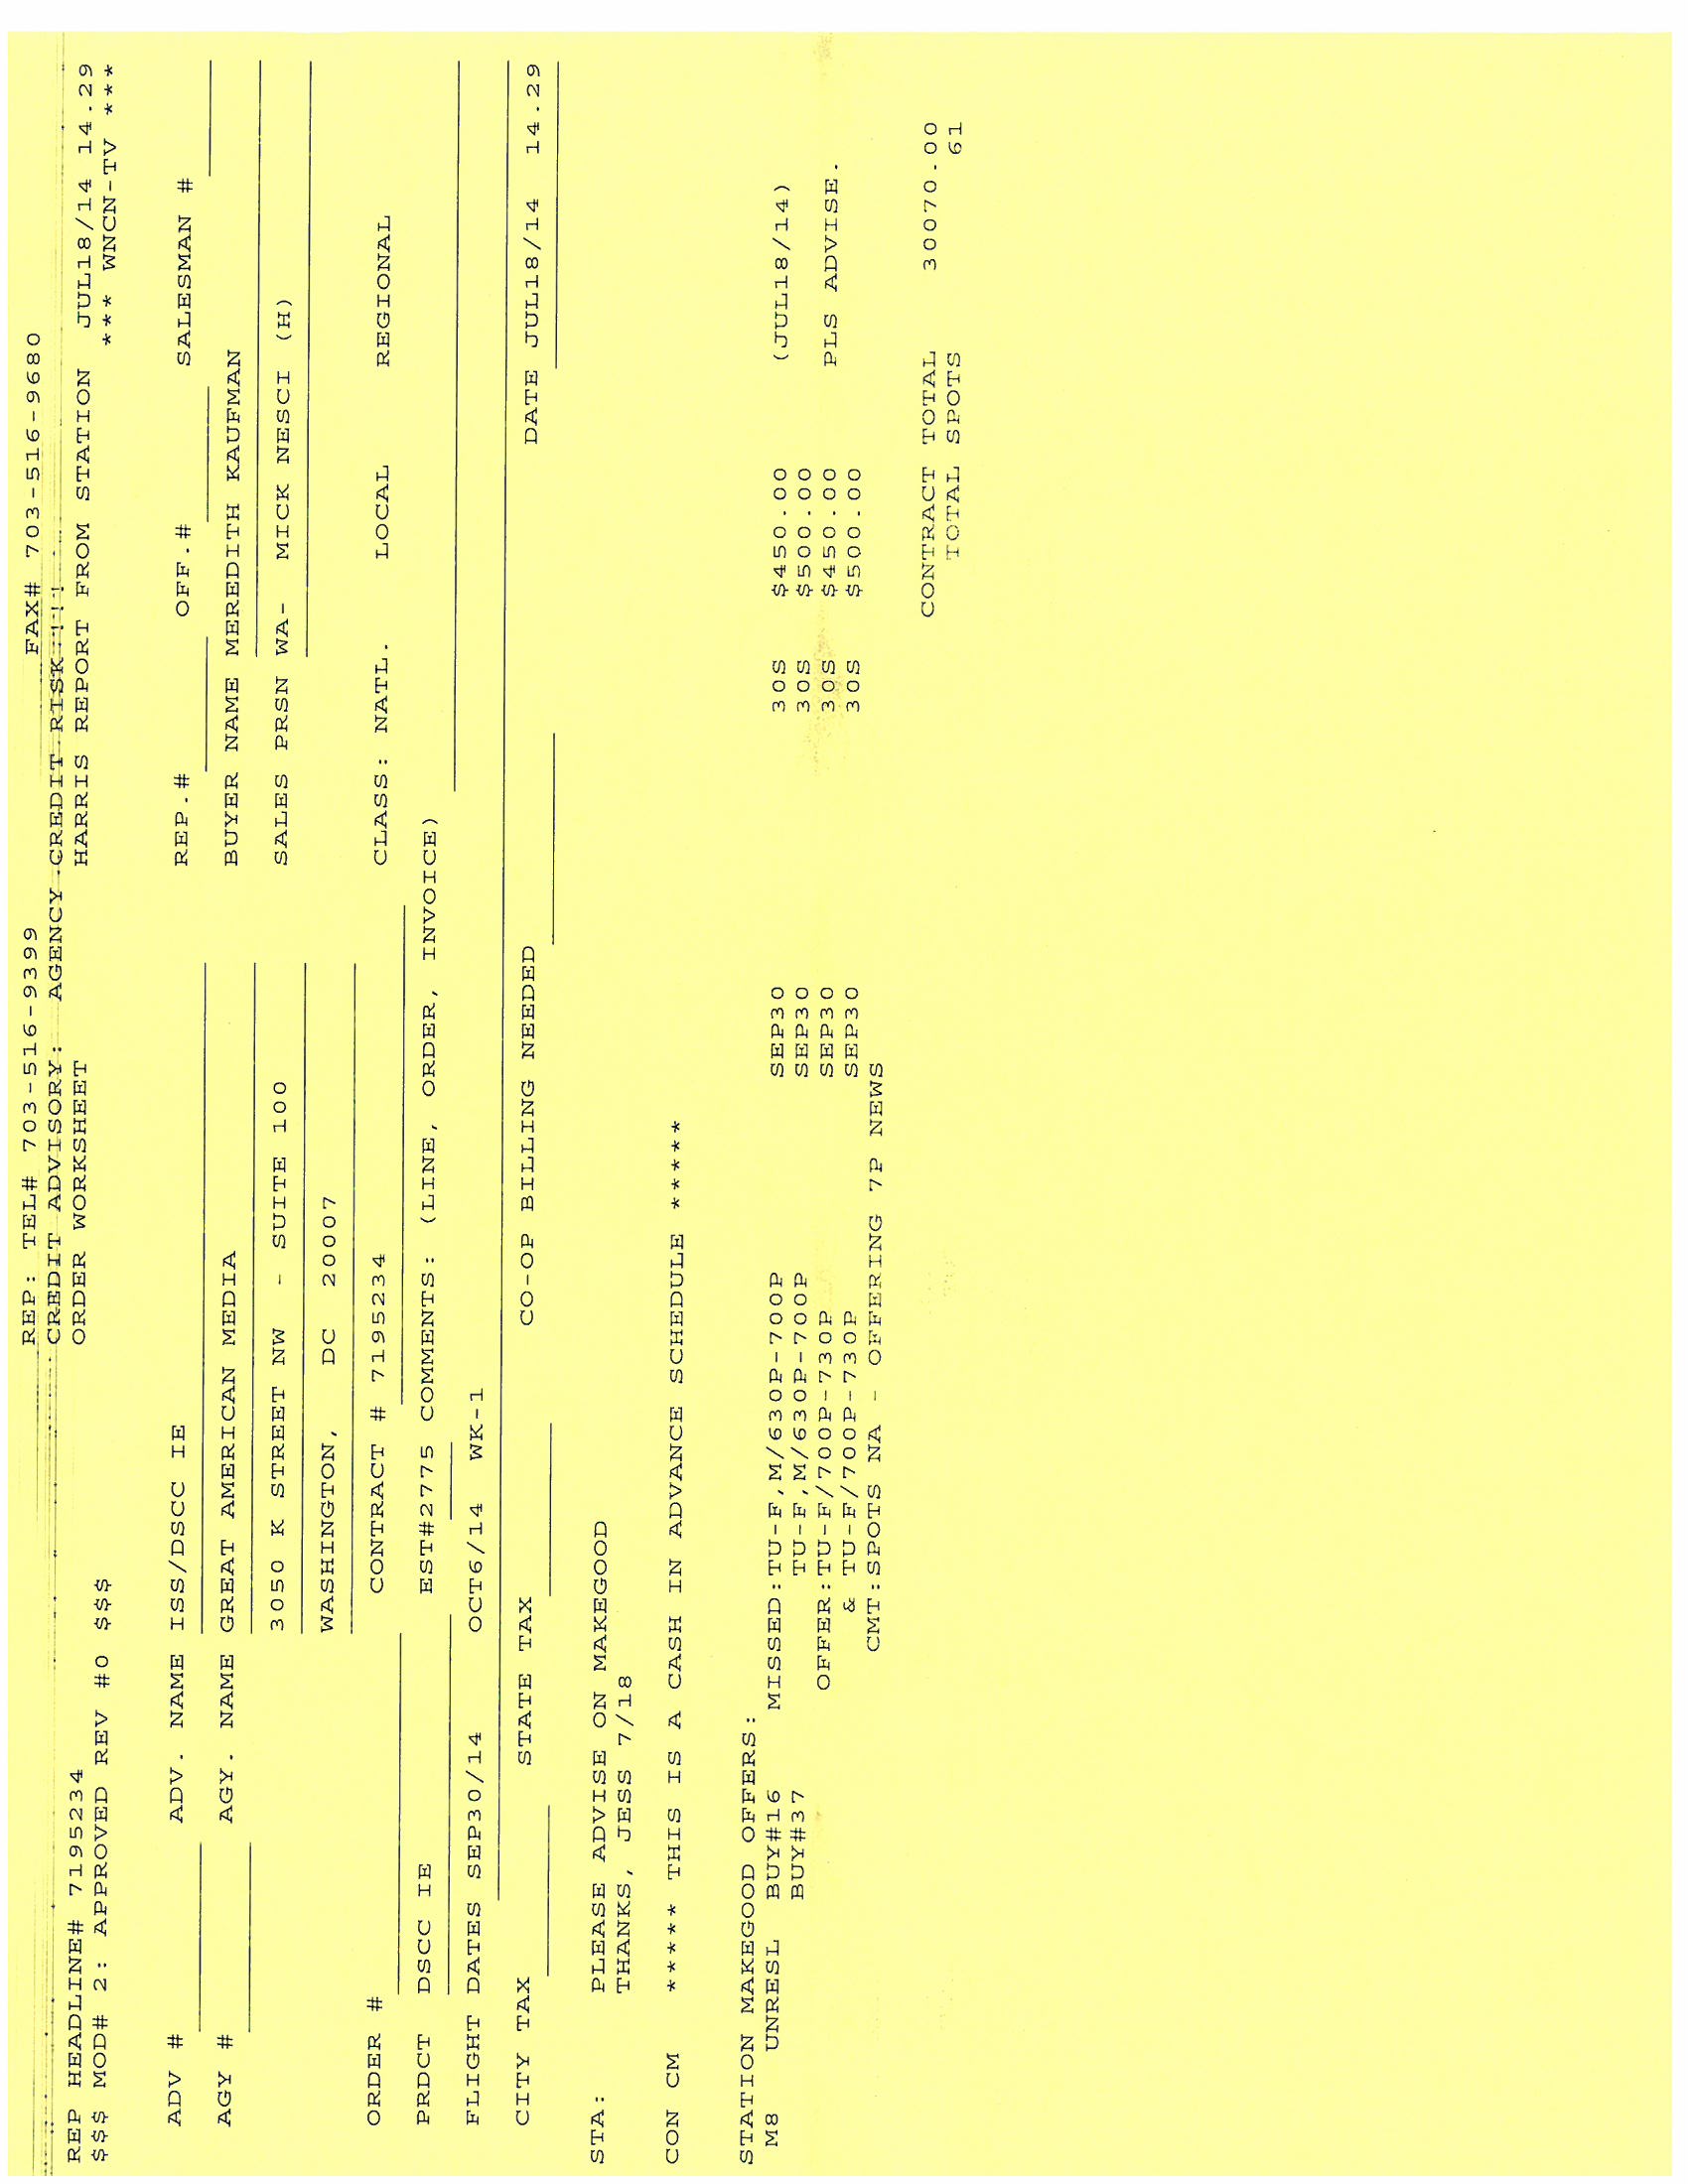 REP: TEL# 703-516-9399 FAX# 703-516-9680
CREDIT ADVISORY: AGENCY CREDIT RISK!!!!
REP HEADLINE# 7195234 ORDER WORKSHEET HARRIS REPORT FROM STATION JUL18/14 14.29
$$$ MOD# 2: APPROVED REV #0 $$$ *** WNCN-TV ***
ADV # ADV. NAME ISS/DSCC IE REP.# OFF.# SALESMAN #
AGY # AGY. NAME GREAT AMERICAN MEDIA BUYER NAME MEREDITH KAUFMAN
3050 K STREET NW - SUITE 100 SALES PRSN WA- MICK NESCI (H)
WASHINGTON, DC 20007
ORDER # CONTRACT # 7195234 CLASS: NATL. LOCAL REGIONAL
PRDCT DSCC IE EST#2775 COMMENTS: (LINE, ORDER, INVOICE)
FLIGHT DATES SEP30/14 OCT6/14 WK-1
CITY TAX STATE TAX CO-OP BILLING NEEDED DATE JUL18/14 14.29
STA: PLEASE ADVISE ON MAKEGOOD
THANKS, JESS 7/18
CON CM ***** THIS IS A CASH IN ADVANCE SCHEDULE *****
STATION MAKEGOOD OFFERS:
M8 UNRESL BUY#16 MISSED:TU-F,M/630P-700P SEP30 30S $450.00 (JUL18/14)
BUY#37 TU-F,M/630P-700P SEP30 30S $500.00
OFFER:TU-F/700P-730P SEP30 30S $450.00 PLS ADVISE.
& TU-F/700P-730P SEP30 30S $500.00
CMT:SPOTS NA - OFFERING 7P NEWS
CONTRACT TOTAL 30070.00
TOTAL SPOTS 61